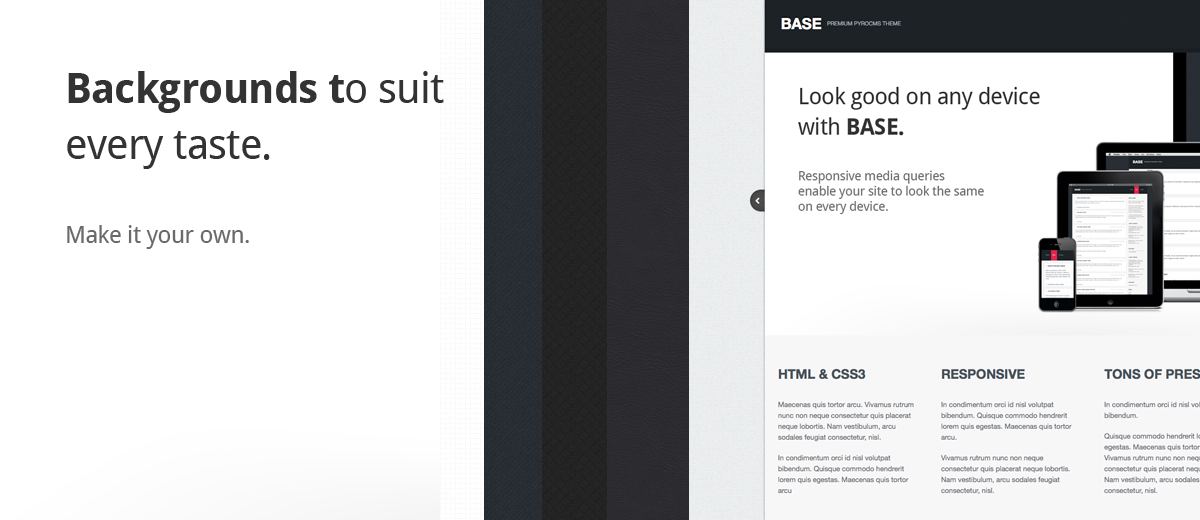 Backgrounds to suit
every taste.
Make it your own.
BASE PREMIUM PYROCMS THEME
Look good on any device
with BASE.
Responsive media queries
enable your site to look the same
on every device.
HTML & CSS3
Maecenas quis tortor arcu. Vivamus rutrum
nunc non neque consectetur quis placerat
neque lobortis. Nam vestibulum, arcu
sodales feugiat consectetur, nisl.
In condimentum orci id nisl volutpat
bibendum. Quisque commodo hendrerit
lorem quis egestas. Maecenas quis tortor
arcu
RESPONSIVE
In condimentum orci id nisl volutpat
bibendum. Quisque commodo hendrerit
lorem quis egestas. Maecenas quis tortor
arcu.
Vivamus rutrum nunc non neque
consectetur quis placerat neque lobortis.
Nam vestibulum, arcu sodales feugiat
consectetur, nisl.
TONS OF PRES
In condimentum orci id nisl vol
bibendum.
Quisque commodo hendrerit lo
egestas. Maecenas quis tortor
Vivamus rutrum nunc non neq
consectetur quis placerat nequ
Nam vestibulum, arcu sodales
consectetur, nisl.